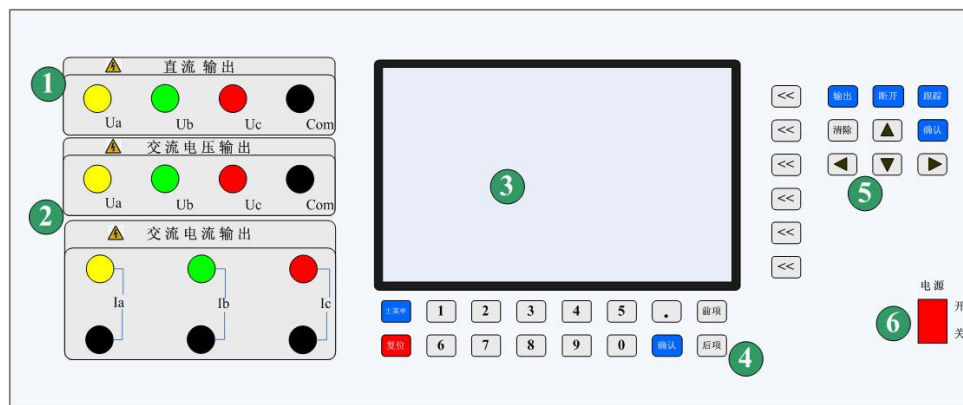 1
直流输出
Ua Ub Uc Com
交流电压输出
Ua Ub Uc Com
2
交流电流输出
Ia Ib Ic
3
主菜单 1 2 3 4 5 . 前项
复位 6 7 8 9 0 确认 后项
4
<< 输出 断开 跟踪
<< 清除 确认
<<
<<
<<
<<
5
电源
开
6
关